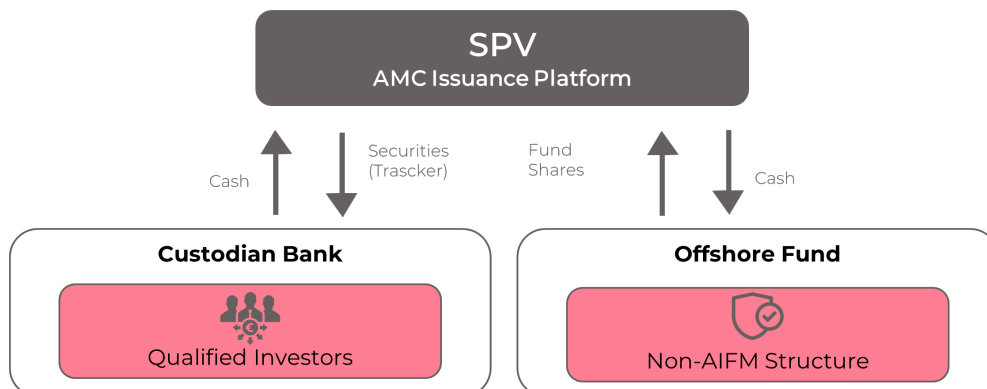 SPV
AMC Issuance Platform
Cash
Securities
(Trascker)
Fund
Shares
Cash
Custodian Bank
€
Qualified Investors
Offshore Fund
Non-AIFM Structure